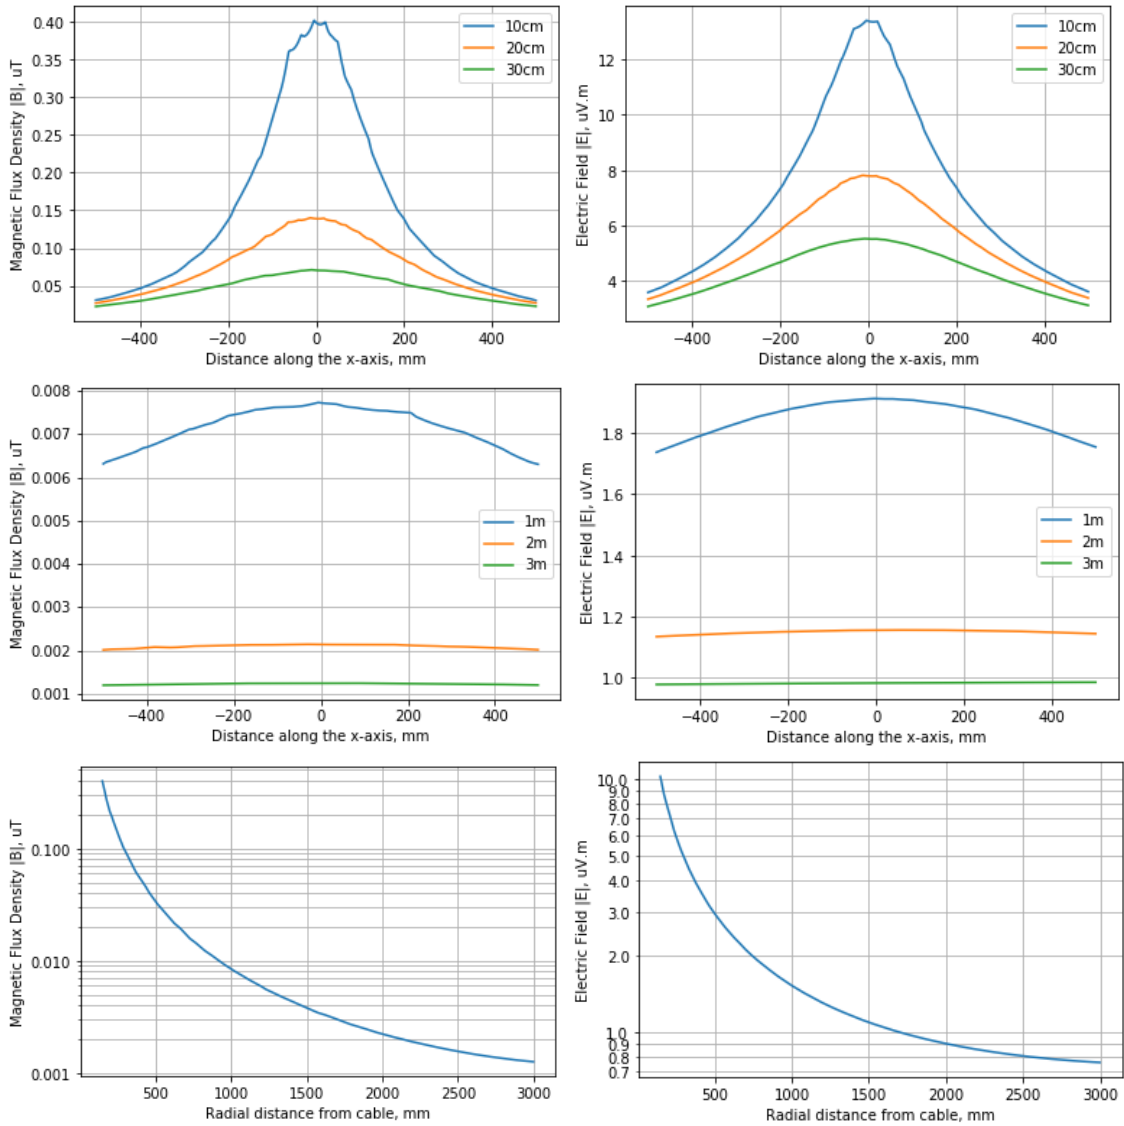 Magnetic Flux Density |B|, uT
0.40
0.35
0.30
0.25
0.20
0.15
0.10
0.05
10cm
20cm
30cm
−400 −200 0 200 400
Distance along the x-axis, mm
Electric Field |E|, uV.m
12
10
8
6
4
10cm
20cm
30cm
−400 −200 0 200 400
Distance along the x-axis, mm
Magnetic Flux Density |B|, uT
0.008
0.007
0.006
0.005
0.004
0.003
0.002
0.001
1m
2m
3m
−400 −200 0 200 400
Distance along the x-axis, mm
Electric Field |E|, uV.m
1.8
1.6
1.4
1.2
1.0
1m
2m
3m
−400 −200 0 200 400
Distance along the x-axis, mm
Magnetic Flux Density |B|, uT
0.100
0.010
0.001
500 1000 1500 2000 2500 3000
Radial distance from cable, mm
Electric Field |E|, uV.m
10.0
9.0
8.0
7.0
6.0
5.0
4.0
3.0
2.0
1.0
0.9
0.8
0.7
500 1000 1500 2000 2500 3000
Radial distance from cable, mm